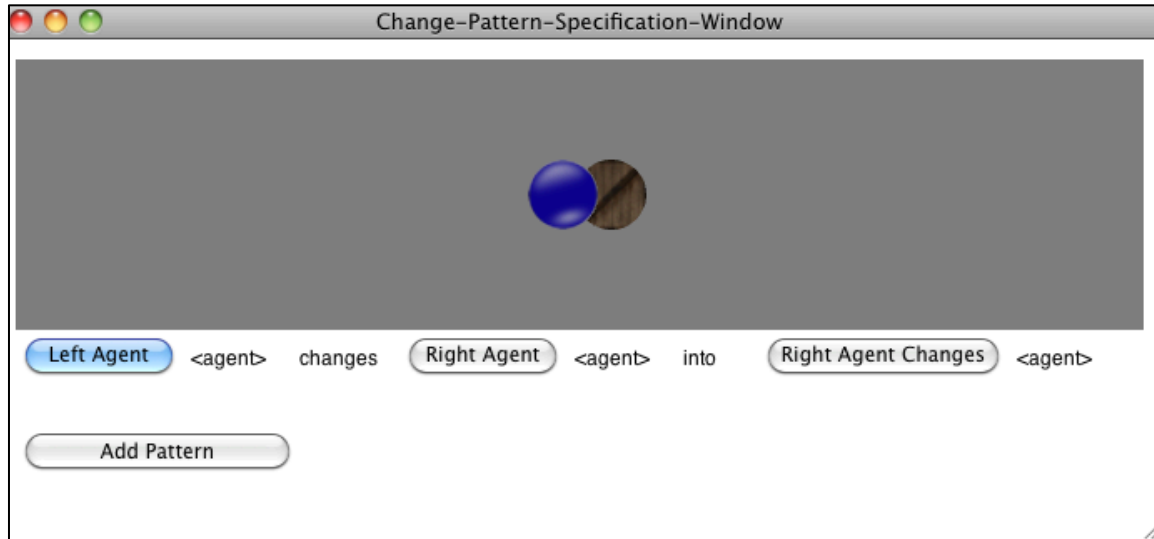 Change-Pattern-Specification-Window
Left Agent <agent> changes Right Agent <agent> into Right Agent Changes <agent>
Add Pattern